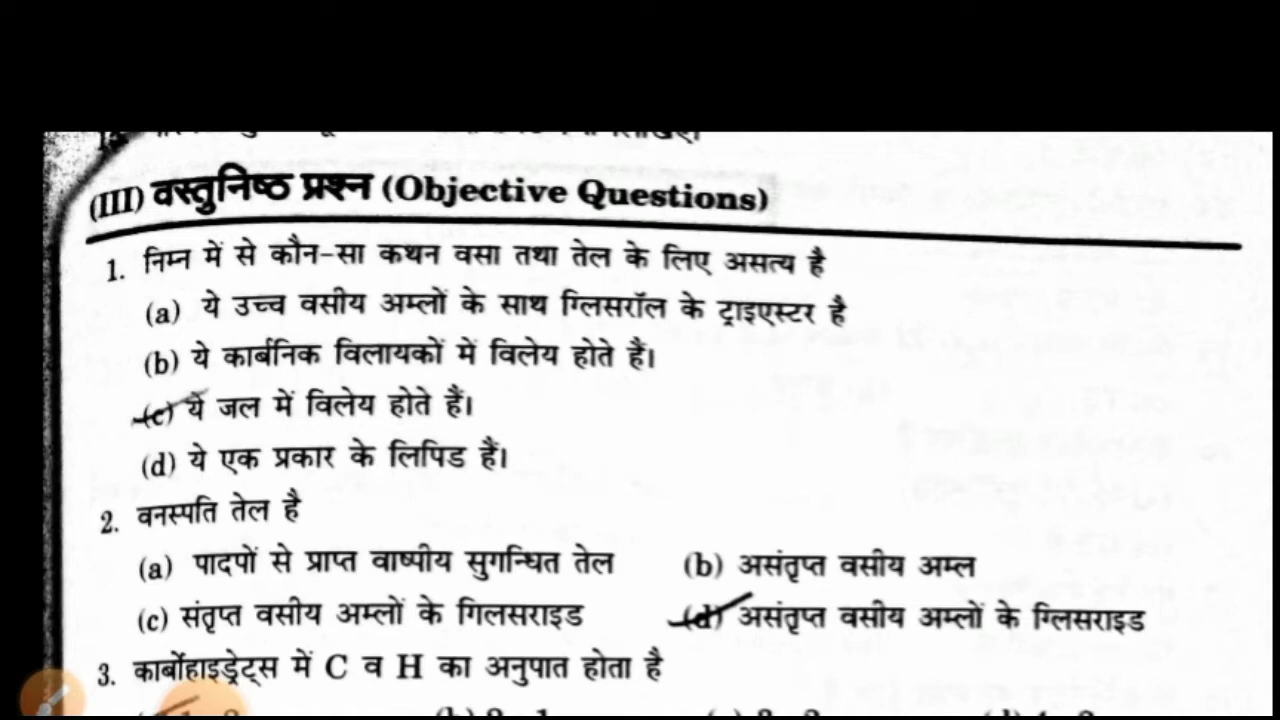 (III) वस्तुनिष्ठ प्रश्न (Objective Questions)
1. निम्न में से कौन-सा कथन वसा तथा तेल के लिए असत्य है
(a) ये उच्च वसीय अम्लों के साथ ग्लिसरॉल के ट्राइएस्टर है
(b) ये कार्बनिक विलायकों में विलेय होते हैं।
(c) ये जल में विलेय होते हैं।
(d) ये एक प्रकार के लिपिड हैं।
2. वनस्पति तेल है
(a) पादपों से प्राप्त वाष्पीय सुगन्धित तेल (b) असंतृप्त वसीय अम्ल
(c) संतृप्त वसीय अम्लों के गिलसराइड (d) असंतृप्त वसीय अम्लों के ग्लिसराइड
3. कार्बोहाइड्रेट्स में C व H का अनुपात होता है